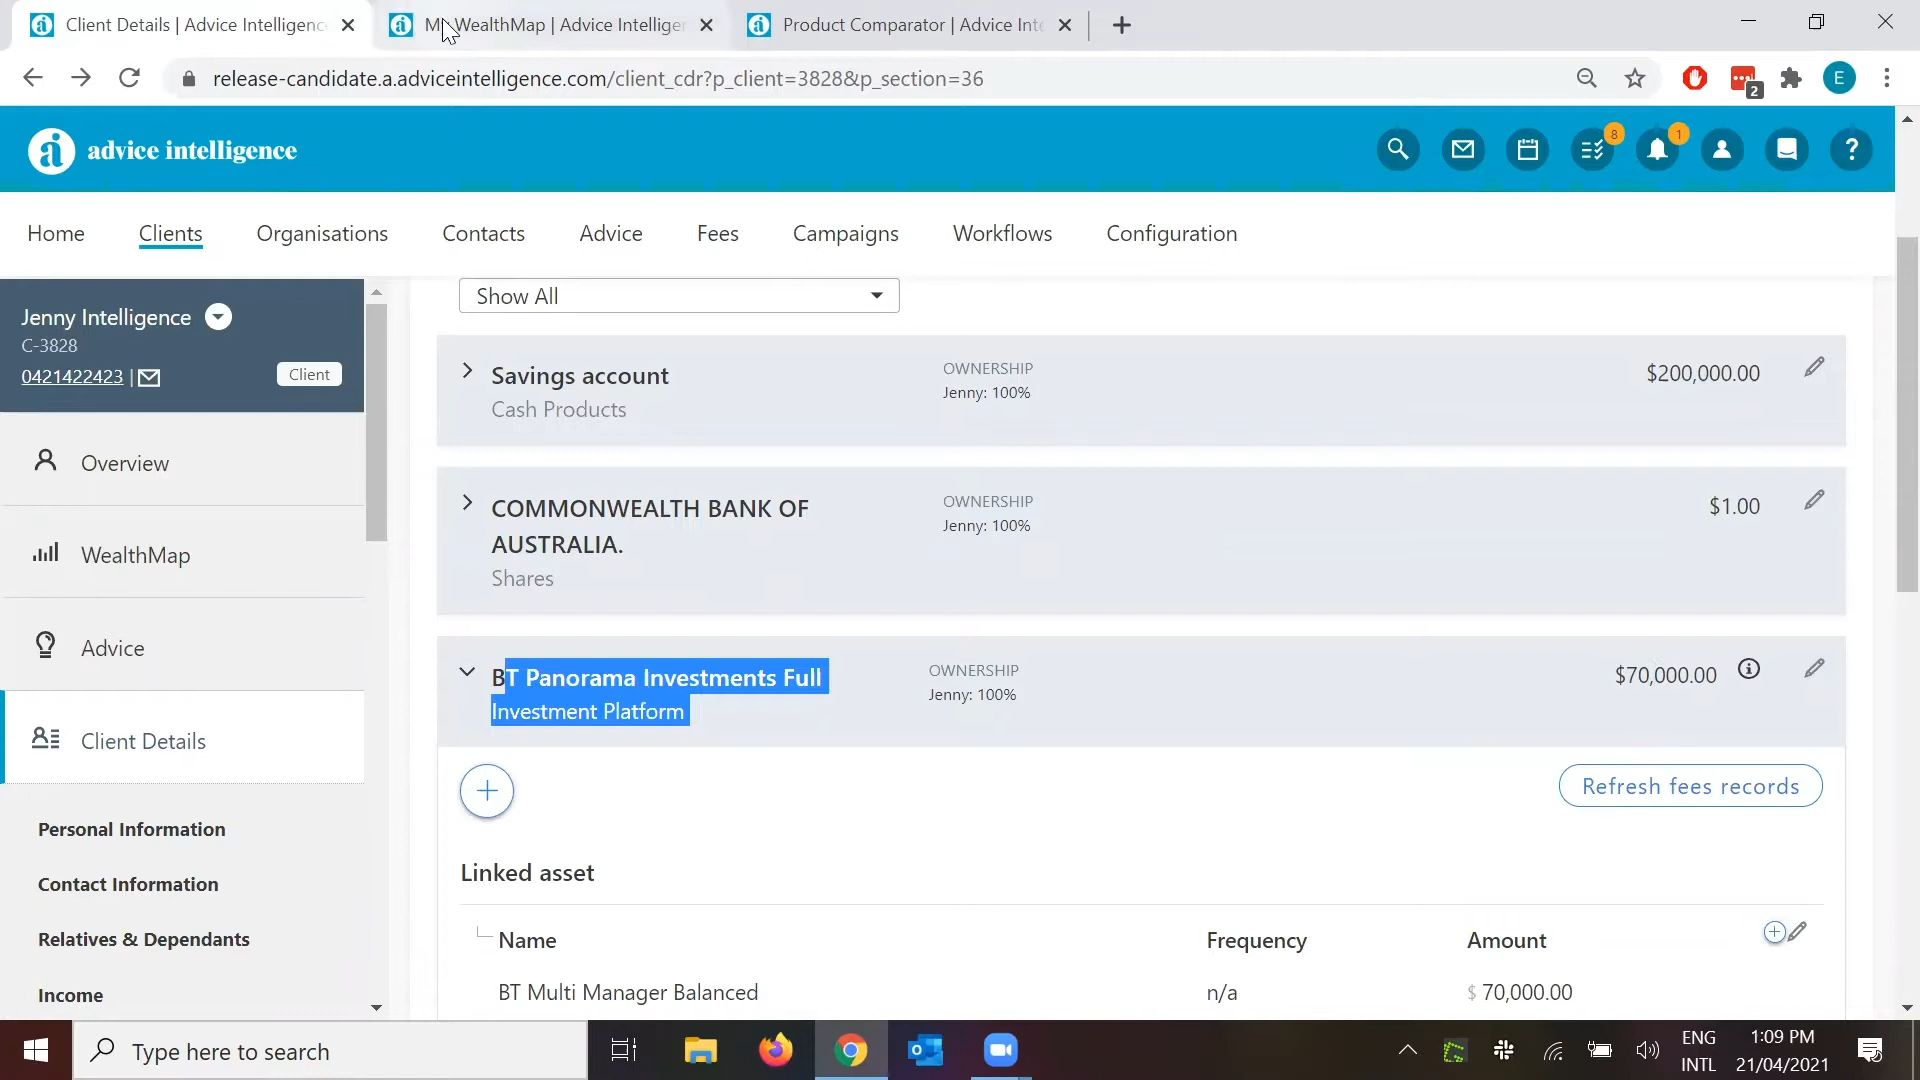 Client Details | Advice Intelligenc
M WealthMap | Advice Intelligen
Product Comparator | Advice Inte
release-candidate.a.adviceintelligence.com/client_cdr?p_client=3828&p_section=36
2
E
advice intelligence
8
1
?
Home
Clients
Organisations
Contacts
Advice
Fees
Campaigns
Workflows
Configuration
Jenny Intelligence
C-3828
0421422423 |
Client
Overview
WealthMap
Advice
Client Details
Personal Information
Contact Information
Relatives & Dependants
Income
Show All
Savings account
Cash Products
OWNERSHIP
Jenny: 100%
$200,000.00
COMMONWEALTH BANK OF
AUSTRALIA.
Shares
OWNERSHIP
Jenny: 100%
$1.00
BT Panorama Investments Full
Investment Platform
OWNERSHIP
Jenny: 100%
$70,000.00
Refresh fees records
Linked asset
Name
Frequency
Amount
BT Multi Manager Balanced
n/a
$ 70,000.00
Type here to search
ENG
INTL
1:09 PM
21/04/2021